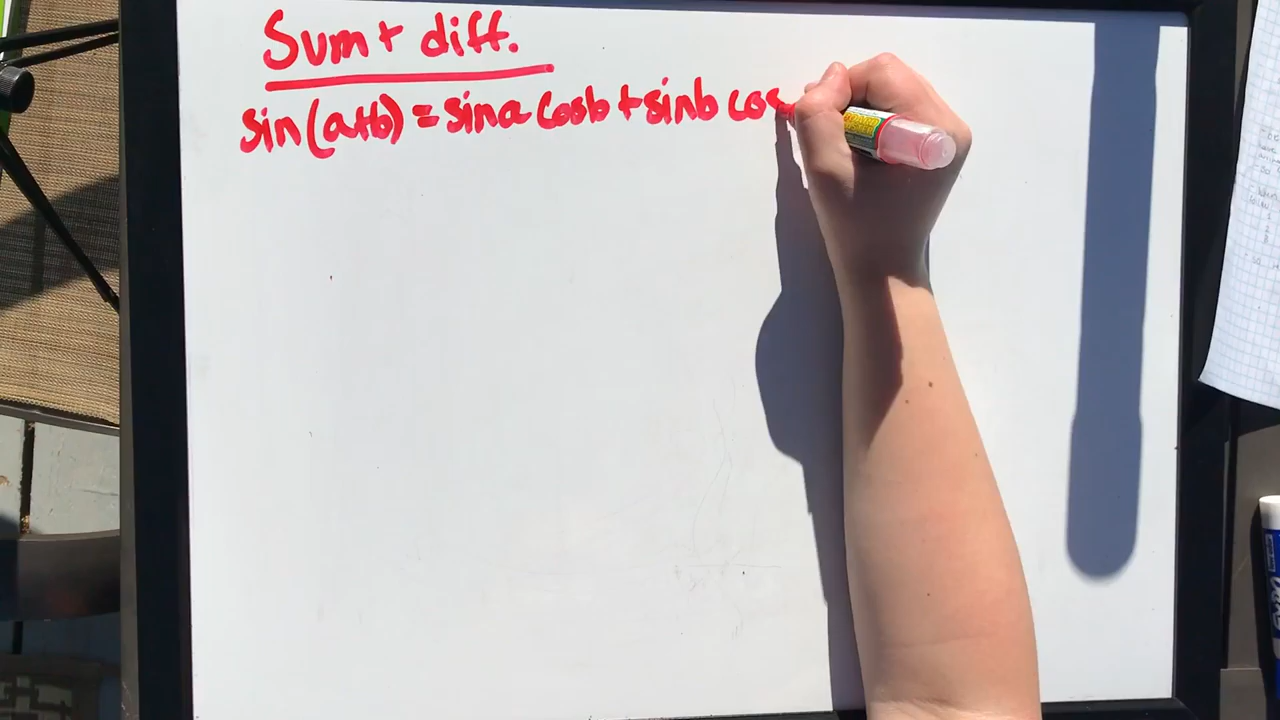 Sum + diff.
sin(a+b) = sina cosb + sinb cos